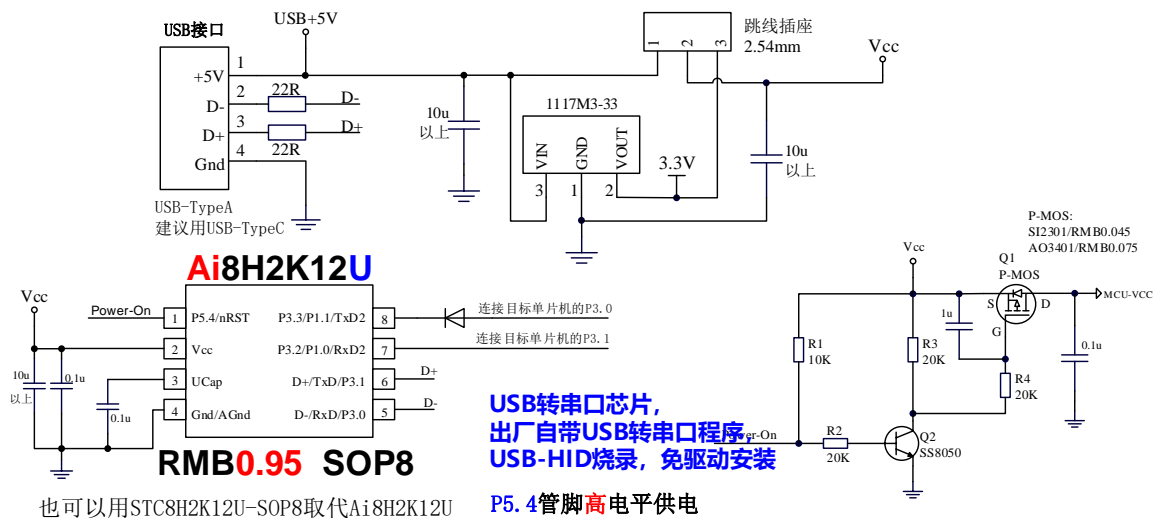 USB接口
USB+5V
+5V
1
D-
2
22R
D-
D+
3
22R
D+
Gnd
4
USB-TypeA
建议用USB-TypeC
10u
以上
跳线插座
2.54mm
1
2
3
Vcc
1117M3-33
VIN
GND
VOUT
3
1
2
3.3V
10u
以上
Ai8H2K12U
Vcc
Power-On
1
P5.4/nRST
2
Vcc
3
UCap
4
Gnd/AGnd
P3.3/P1.1/TxD2
8
P3.2/P1.0/RxD2
7
D+/TxD/P3.1
6
D-/RxD/P3.0
5
连接目标单片机的P3.0
连接目标单片机的P3.1
D+
D-
10u
以上
0.1u
0.1u
RMB0.95 SOP8
也可以用STC8H2K12U-SOP8取代Ai8H2K12U
USB转串口芯片,
出厂自带USB转串口程序,
USB-HID烧录，免驱动安装
P5.4管脚高电平供电
P-MOS:
SI2301/RMB0.045
AO3401/RMB0.075
Vcc
Q1
P-MOS
S
D
G
MCU-VCC
1u
0.1u
R1
10K
R3
20K
R4
20K
Power-On
R2
20K
Q2
SS8050